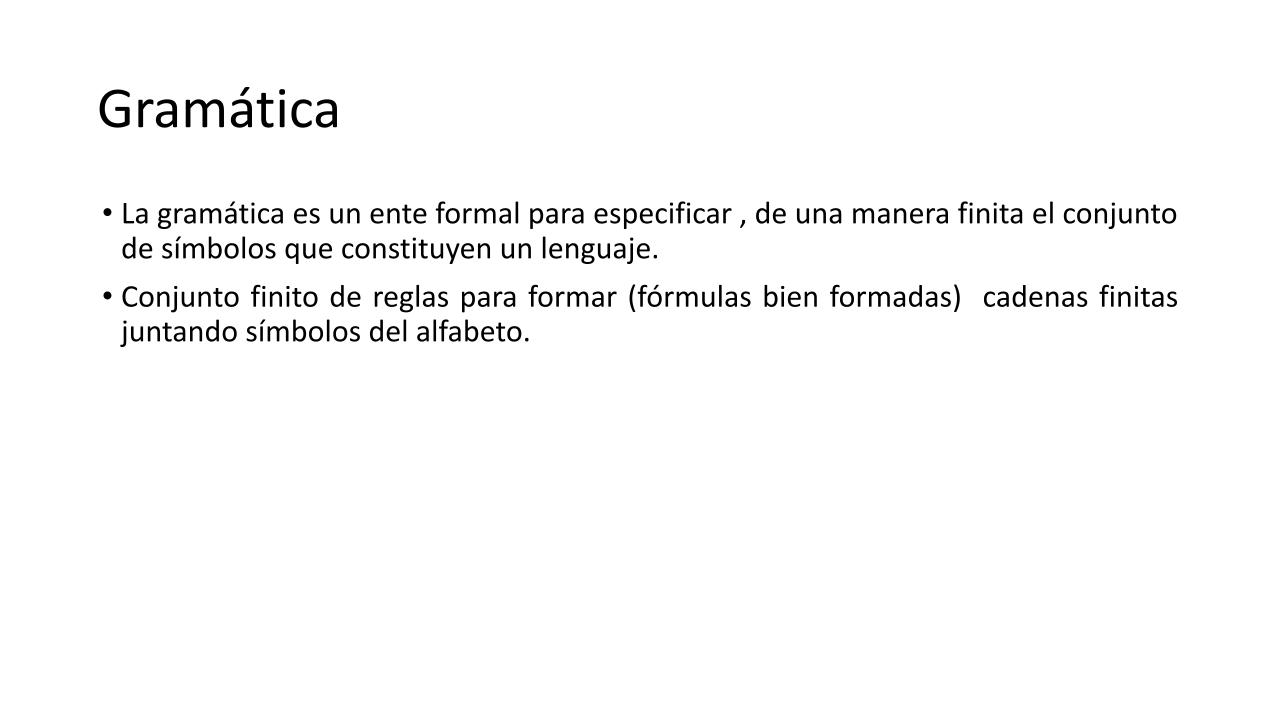 Gramática
• La gramática es un ente formal para especificar , de una manera finita el conjunto
de símbolos que constituyen un lenguaje.
• Conjunto finito de reglas para formar (fórmulas bien formadas)  cadenas finitas
juntando símbolos del alfabeto.